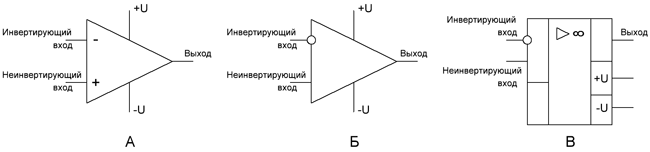 +U
Инвертирующий
вход
-
Выход
Неинвертирующий
вход
+
-U
А
+U
Инвертирующий
вход
Выход
Неинвертирующий
вход
-U
Б
Инвертирующий
вход
▷ ∞
Выход
Неинвертирующий
вход
+U
-U
В